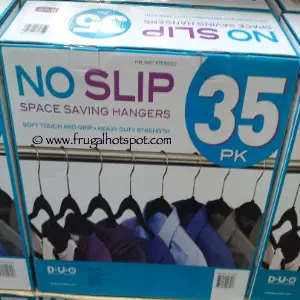 NO SLIP
35
SPACE SAVING HANGERS
NO SLIP
SPACE SAVING HANGERS
SOFT TOUCH AND GRIP • HEAVY DUTY STRENGTH
35
PK
www.frugalhotspot.com
D·U·O